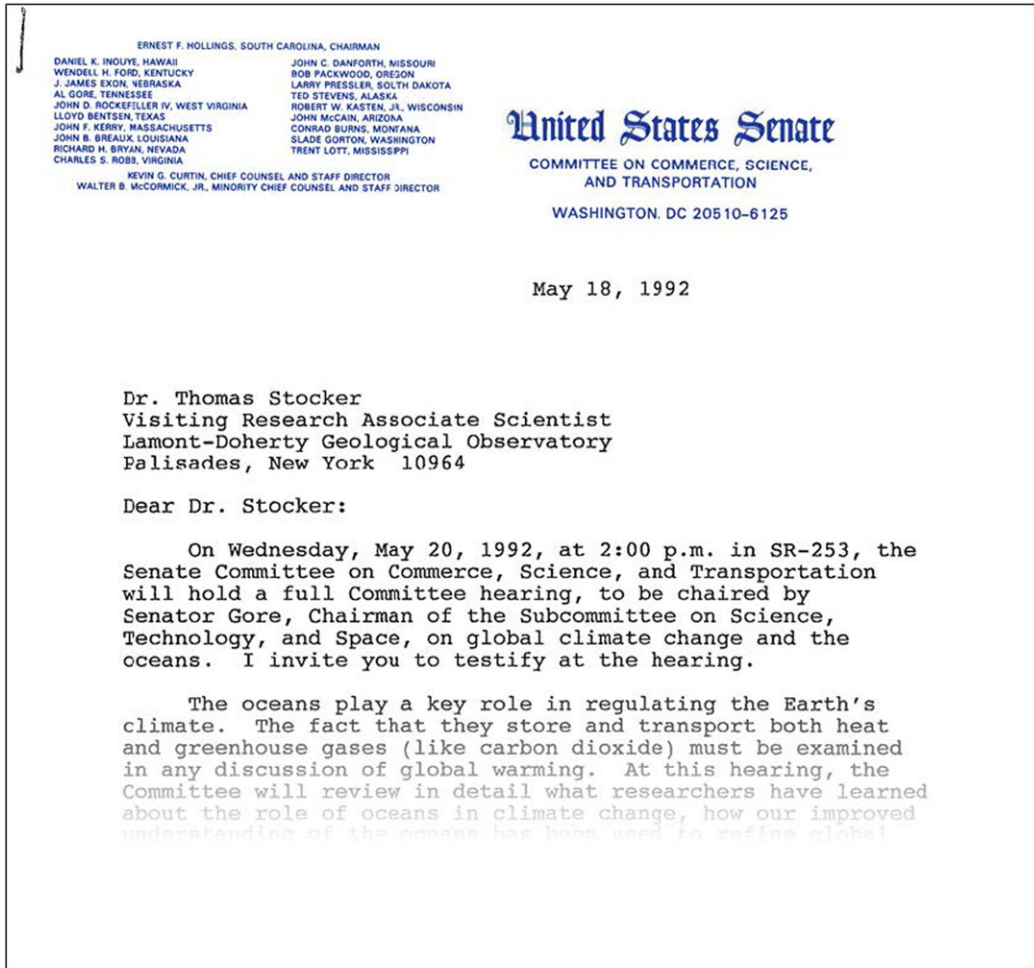 ERNEST F. HOLLINGS, SOUTH CAROLINA, CHAIRMAN
DANIEL K. INOUYE, HAWAII
WENDELL H. FORD, KENTUCKY
J. JAMES EXON, NEBRASKA
AL GORE, TENNESSEE
JOHN D. ROCKEFELLER IV, WEST VIRGINIA
LLOYD BENTSEN, TEXAS
JOHN F. KERRY, MASSACHUSETTS
JOHN B. BREAUX, LOUISIANA
RICHARD H. BRYAN, NEVADA
CHARLES S. ROBB, VIRGINIA
JOHN C. DANFORTH, MISSOURI
BOB PACKWOOD, OREGON
LARRY PRESSLER, SOUTH DAKOTA
TED STEVENS, ALASKA
ROBERT W. KASTEN, JR., WISCONSIN
JOHN McCAIN, ARIZONA
CONRAD BURNS, MONTANA
SLADE GORTON, WASHINGTON
TRENT LOTT, MISSISSIPPI
KEVIN G. CURTIN, CHIEF COUNSEL AND STAFF DIRECTOR
WALTER B. McCORMICK, JR., MINORITY CHIEF COUNSEL AND STAFF DIRECTOR
United States Senate
COMMITTEE ON COMMERCE, SCIENCE,
AND TRANSPORTATION
WASHINGTON, DC 20510-6125
May 18, 1992
Dr. Thomas Stocker
Visiting Research Associate Scientist
Lamont-Doherty Geological Observatory
Palisades, New York 10964
Dear Dr. Stocker:
On Wednesday, May 20, 1992, at 2:00 p.m. in SR-253, the
Senate Committee on Commerce, Science, and Transportation
will hold a full Committee hearing, to be chaired by
Senator Gore, Chairman of the Subcommittee on Science,
Technology, and Space, on global climate change and the
oceans. I invite you to testify at the hearing.
The oceans play a key role in regulating the Earth's
climate. The fact that they store and transport both heat
and greenhouse gases (like carbon dioxide) must be examined
in any discussion of global warming. At this hearing, the
Committee will review in detail what researchers have learned
about the role of oceans in climate change, how our improved
understanding of the oceans has been used to refine global